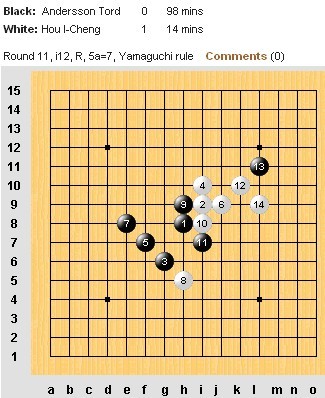 Black: Andersson Tord 0 98 mins
White: Hou I-Cheng 1 14 mins
Round 11, i12, R, 5a=7, Yamaguchi rule Comments (0)
15
14
13
12
13
11
10 4 12
9 9 2 6 14
8 7 1 10
7 5 11
6 3
5 8
4
3
2
1
a b c d e f g h i j k l m n o